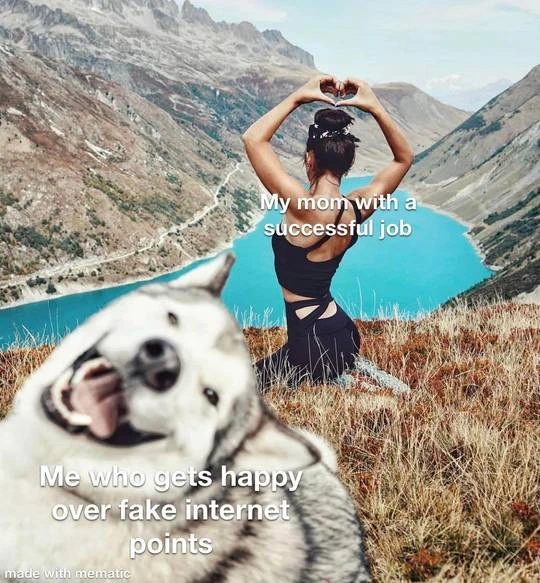 My mom with a
successful job
Me who gets happy
over fake internet
points
made with mematic